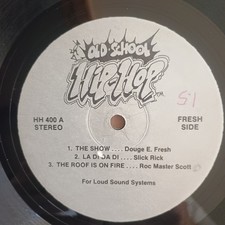 OLD SCHOOL
HIP-HOP
HH 400 A
STEREO
51
FRESH
SIDE
1. THE SHOW .... Douge E. Fresh
2. LA DI DA DI .... Slick Rick
3. THE ROOF IS ON FIRE .... Roc Master Scott
For Loud Sound Systems